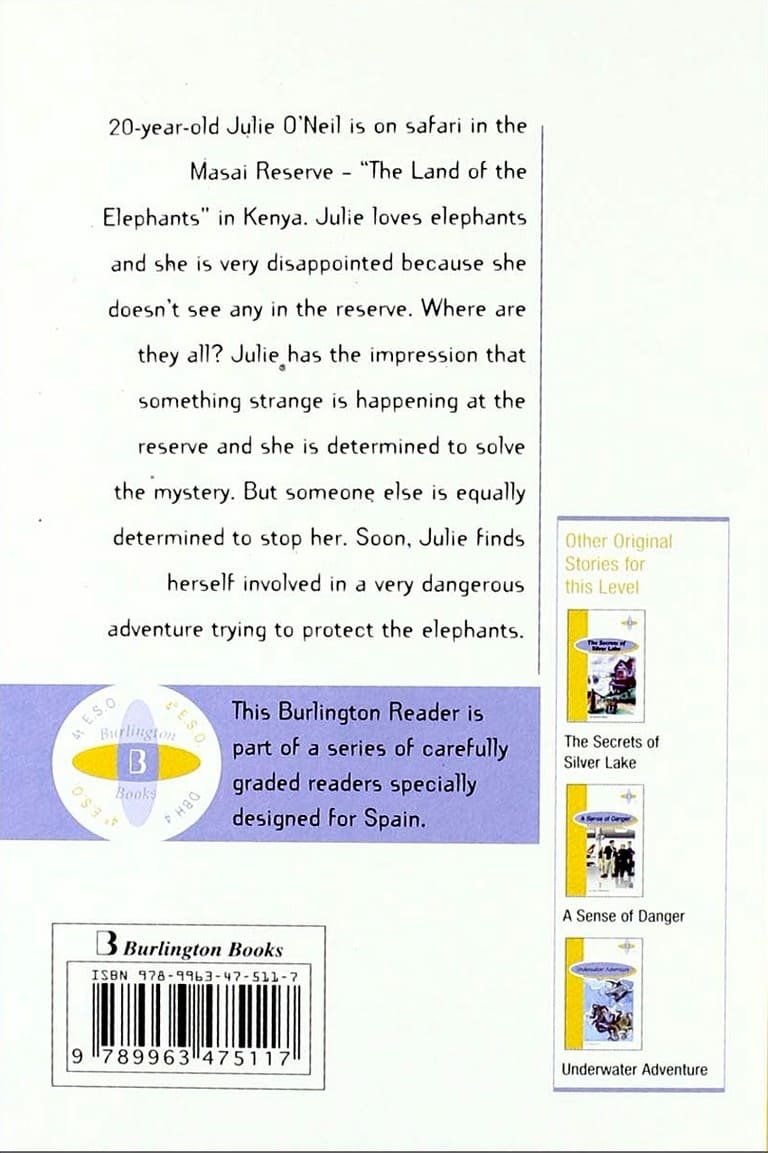 20-year-old Julie O'Neil is on safari in the
Masai Reserve – "The Land of the
Elephants" in Kenya. Julie loves elephants
and she is very disappointed because she
doesn't see any in the reserve. Where are
they all? Julie has the impression that
something strange is happening at the
reserve and she is determined to solve
the mystery. But someone else is equally
determined to stop her. Soon, Julie finds
herself involved in a very dangerous
adventure trying to protect the elephants.
4t E.S.O.
4º E.S.O.
Burlington
B
Books
4º E.S.O
DBH 4
This Burlington Reader is
part of a series of carefully
graded readers specially
designed for Spain.
Other Original
Stories for
this Level
The Secrets of
Silver Lake
The Secrets of
Silver Lake
A Sense of Danger
A Sense of Danger
Underwater Adventure
Underwater Adventure
B Burlington Books
ISBN 978-9963-47-511-7
9 789963 475117